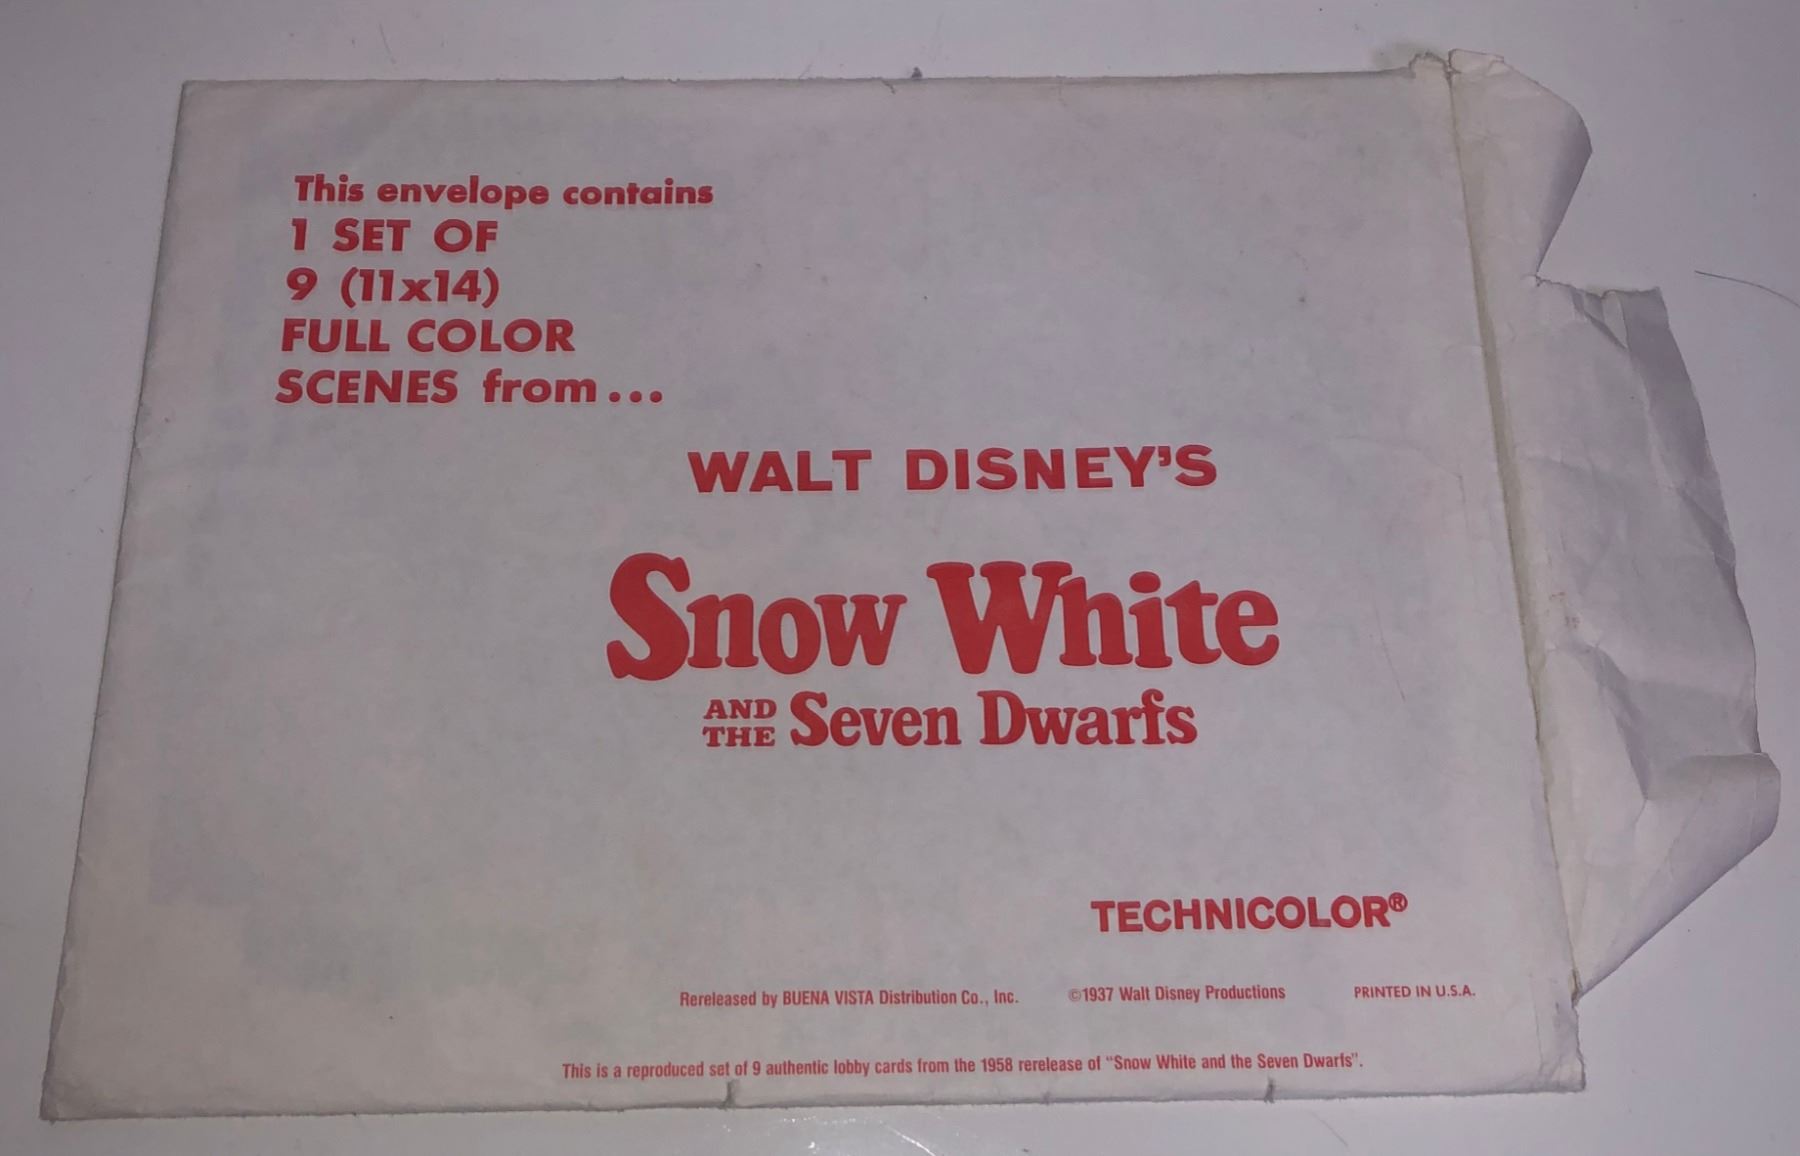 This envelope contains
1 SET OF
9 (11x14)
FULL COLOR
SCENES from...
WALT DISNEY'S
Snow White
AND THE Seven Dwarfs
TECHNICOLOR®
Rereleased by BUENA VISTA Distribution Co., Inc. ©1937 Walt Disney Productions PRINTED IN U.S.A.
This is a reproduced set of 9 authentic lobby cards from the 1958 rerelease of "Snow White and the Seven Dwarfs".